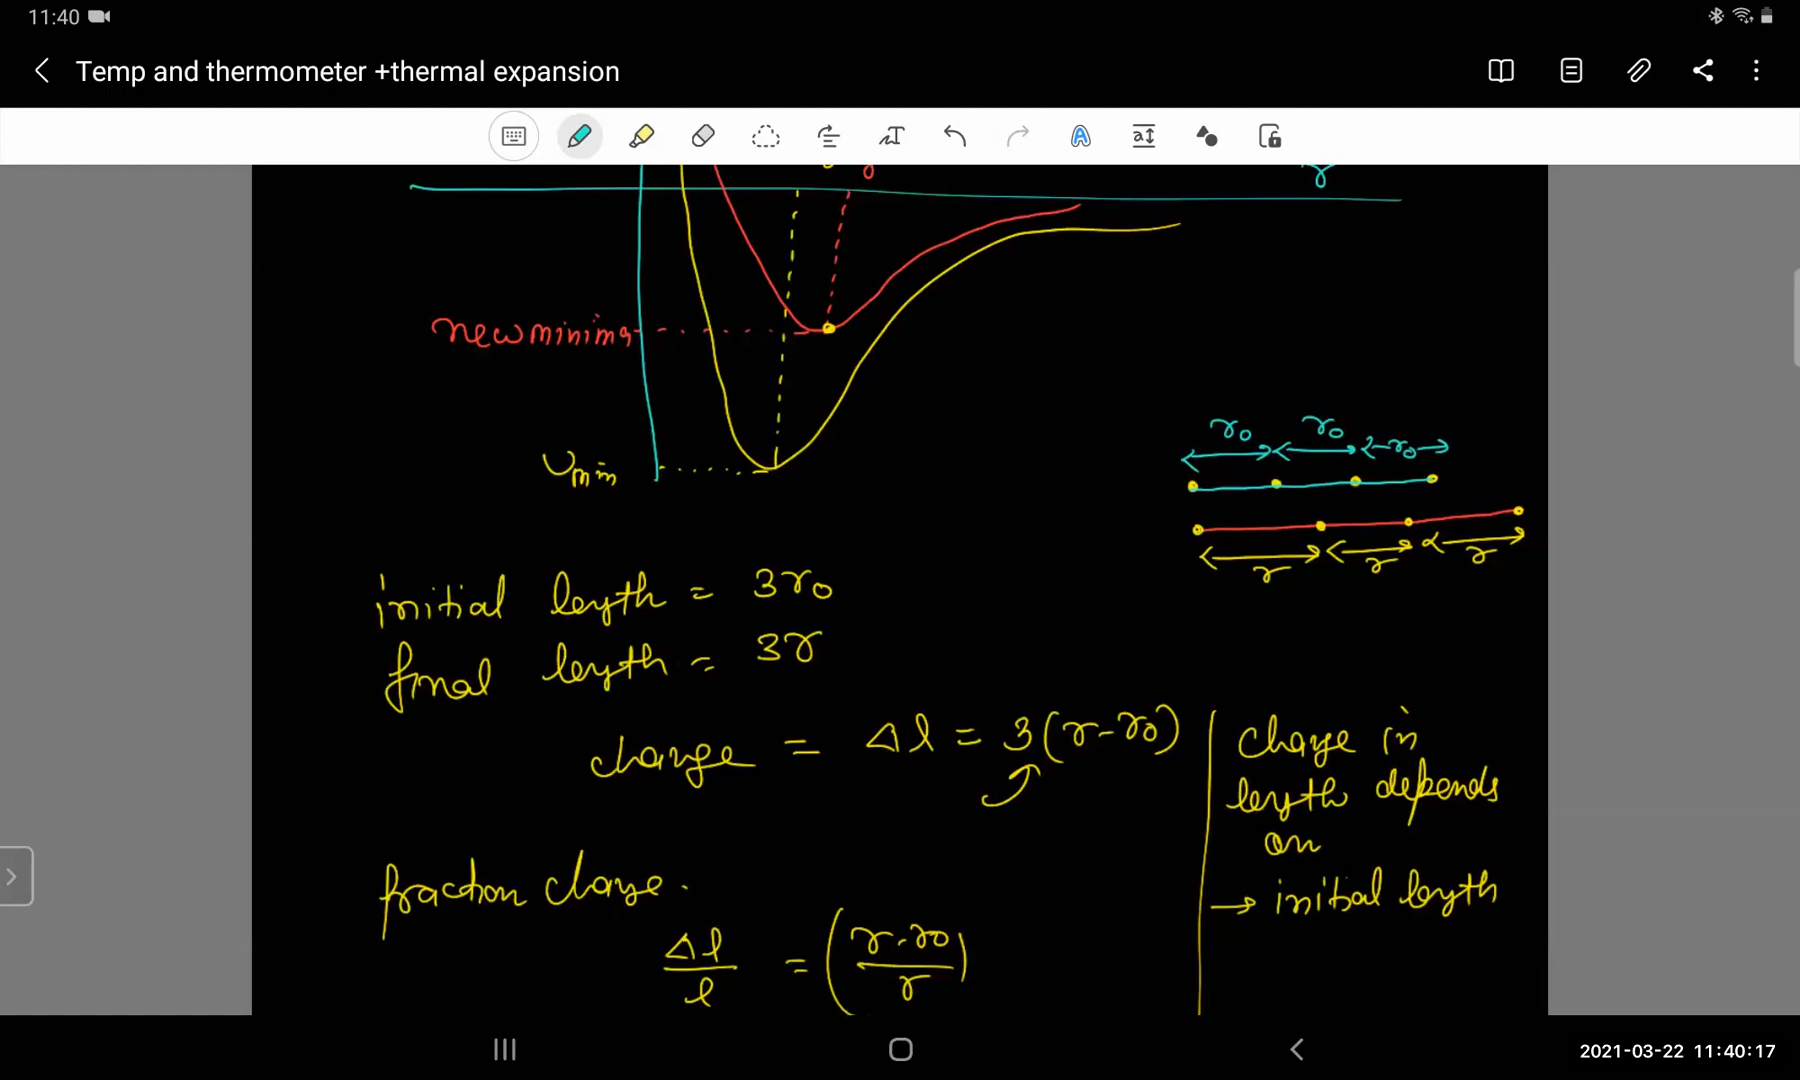 11:40
Temp and thermometer +thermal expansion
r
new minima
Umin
r0 r0 r0
r r r
initial length = 3r0
final length = 3r
change = Δl = 3(r-r0)
change in
length depends
on
→ initial length
fraction change.
Δl/l = (r-r0/r)
2021-03-22 11:40:17